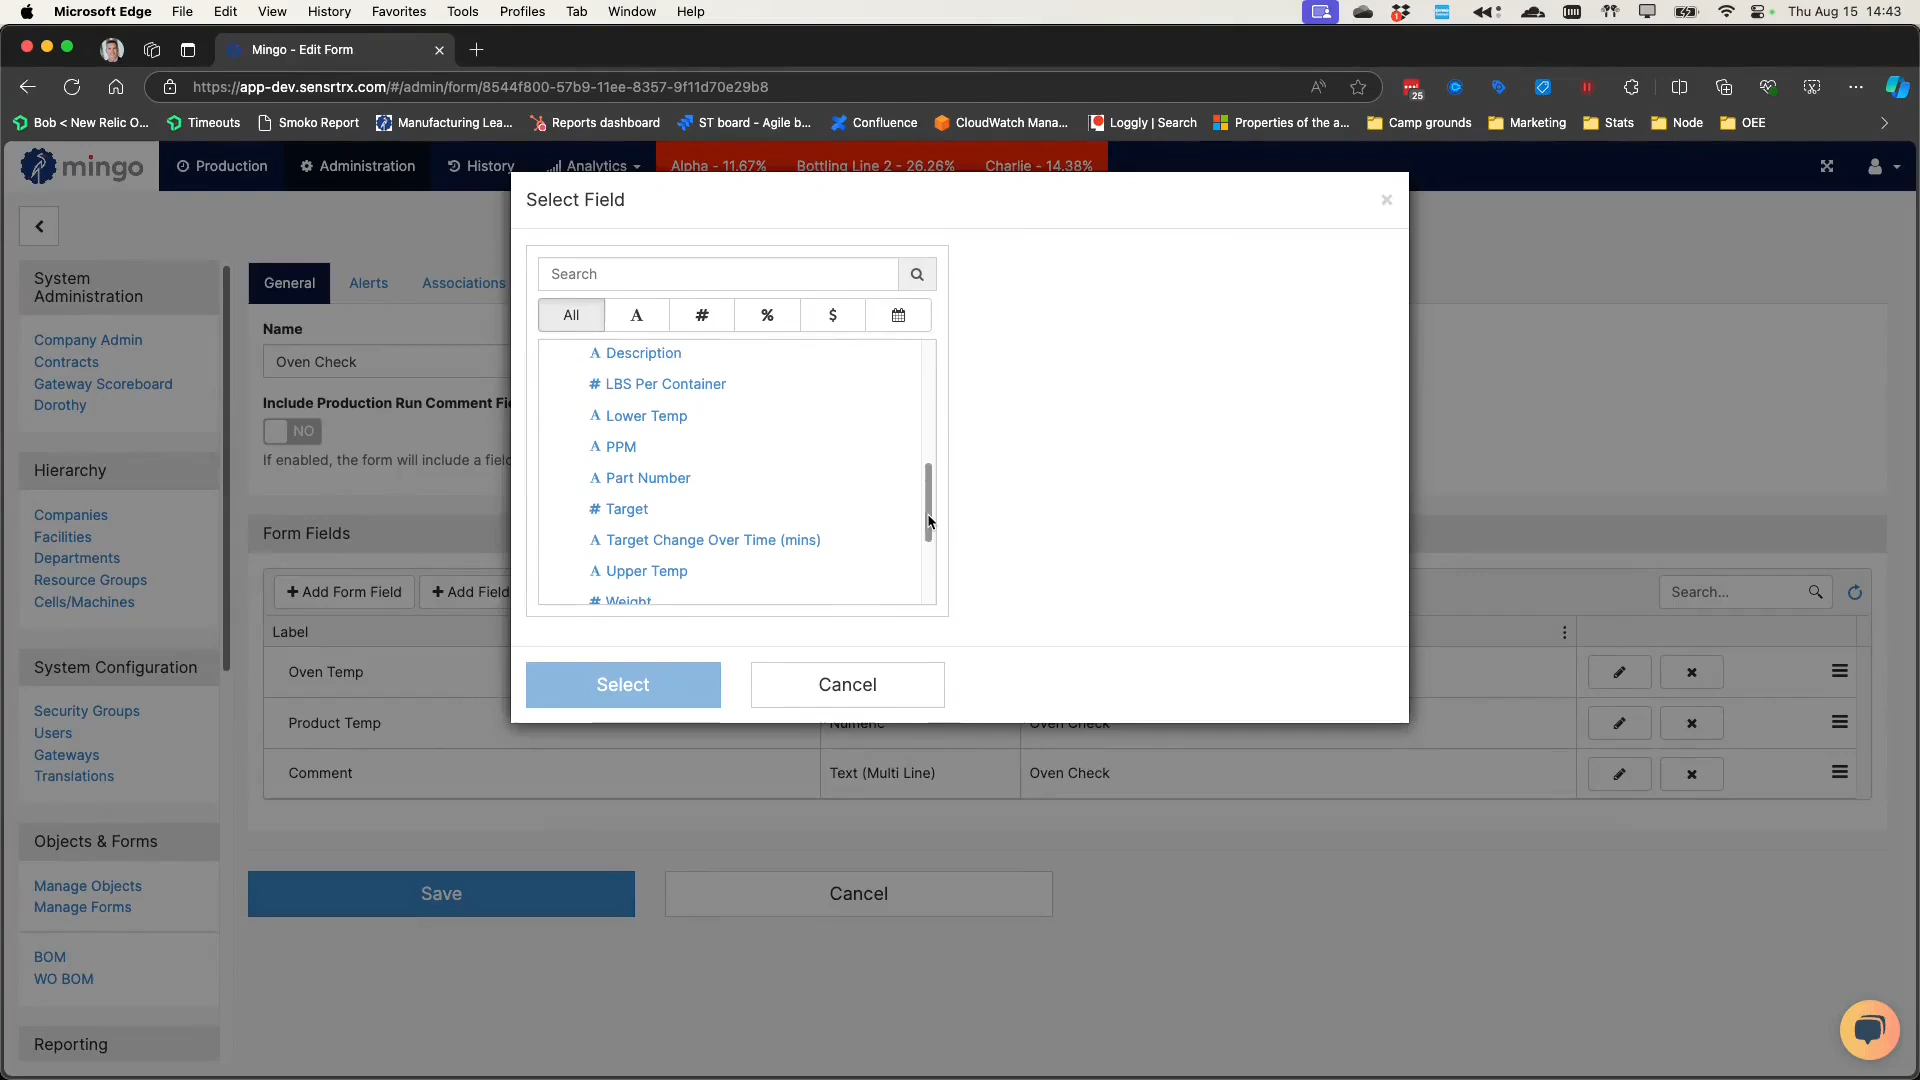 Microsoft Edge File Edit View History Favorites Tools Profiles Tab Window Help
1
Thu Aug 15 14:43
Mingo - Edit Form
https://app-dev.sensrtrx.com/#/admin/form/8544f800-57b9-11ee-8357-9f11d70e29b8
25
Bob < New Relic O...
Timeouts
Smoko Report
Manufacturing Lea...
Reports dashboard
ST board - Agile b...
Confluence
CloudWatch Mana...
Loggly | Search
Properties of the a...
Camp grounds
Marketing
Stats
Node
OEE
mingo
Production
Administration
History
Analytics
Alpha - 11.67%
Bottling Line 2 - 26.26%
Charlie - 14.38%
Select Field
×
Search
All
A
#
%
$
A Description
# LBS Per Container
A Lower Temp
A PPM
A Part Number
# Target
A Target Change Over Time (mins)
A Upper Temp
# Weight
Select
Cancel
System
Administration
Company Admin
Contracts
Gateway Scoreboard
Dorothy
Hierarchy
Companies
Facilities
Departments
Resource Groups
Cells/Machines
System Configuration
Security Groups
Users
Gateways
Translations
Objects & Forms
Manage Objects
Manage Forms
BOM
WO BOM
Reporting
General
Alerts
Associations
Name
Oven Check
Include Production Run Comment Fi
NO
If enabled, the form will include a field
Form Fields
+ Add Form Field
+ Add Field
Search...
Label
Oven Temp
Product Temp
Numeric
Oven Check
Comment
Text (Multi Line)
Oven Check
Save
Cancel